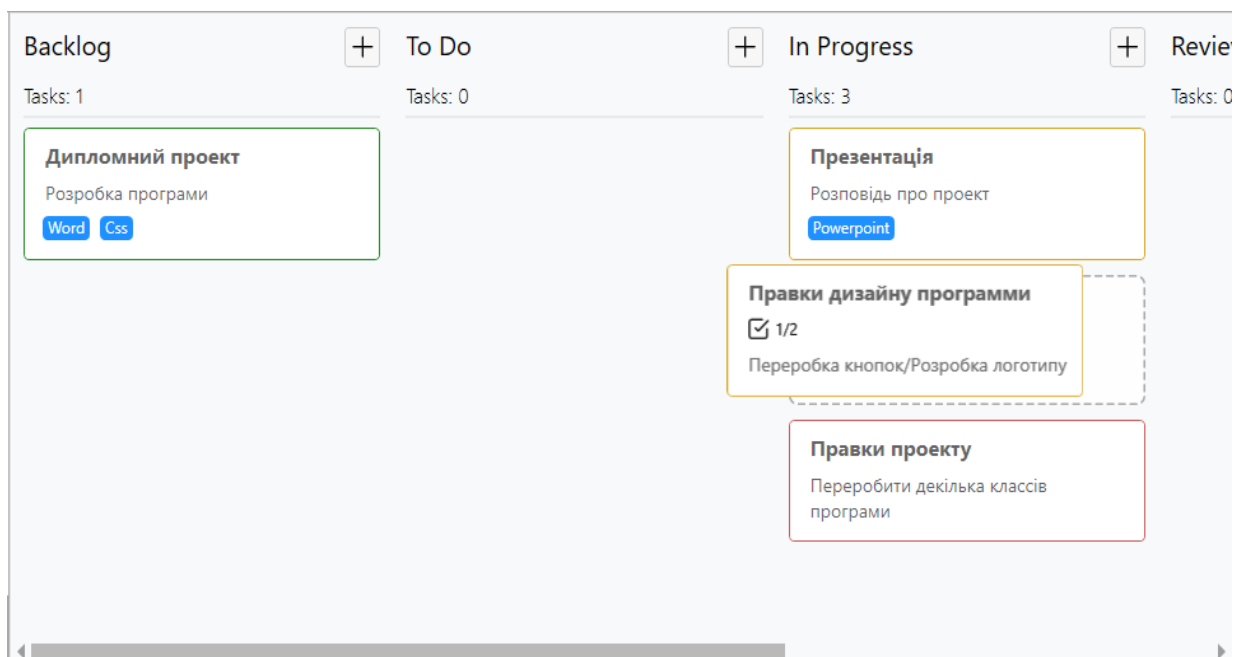 Backlog
Tasks: 1
Дипломний проект
Розробка програми
Word Css
To Do
Tasks: 0
In Progress
Tasks: 3
Презентація
Розповідь про проект
Powerpoint
Правки дизайну программи
1/2
Переробка кнопок/Розробка логотипу
Правки проекту
Переробити декілька классів
програми
Tasks: 0